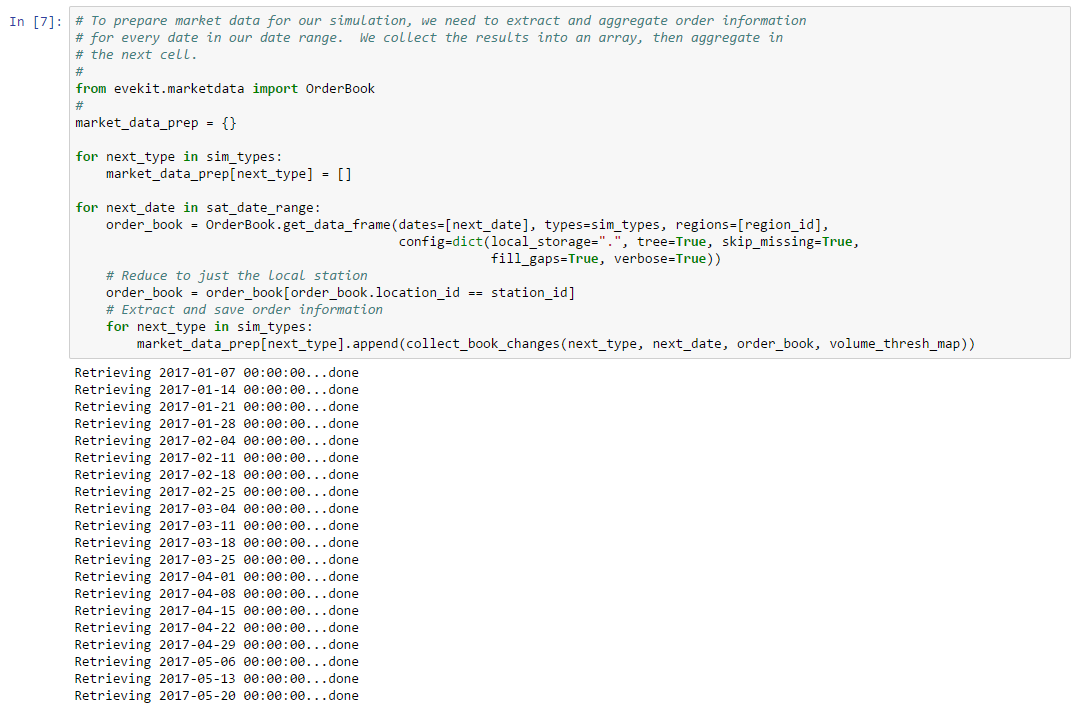 In [7]:
# To prepare market data for our simulation, we need to extract and aggregate order information
# for every date in our date range.  We collect the results into an array, then aggregate in
# the next cell.
#
from evekit.marketdata import OrderBook
#
market_data_prep = {}
for next_type in sim_types:
    market_data_prep[next_type] = []
for next_date in sat_date_range:
    order_book = OrderBook.get_data_frame(dates=[next_date], types=sim_types, regions=[region_id],
                                          config=dict(local_storage=".", tree=True, skip_missing=True,
                                                      fill_gaps=True, verbose=True))
    # Reduce to just the local station
    order_book = order_book[order_book.location_id == station_id]
    # Extract and save order information
    for next_type in sim_types:
        market_data_prep[next_type].append(collect_book_changes(next_type, next_date, order_book, volume_thresh_map))
Retrieving 2017-01-07 00:00:00...done
Retrieving 2017-01-14 00:00:00...done
Retrieving 2017-01-21 00:00:00...done
Retrieving 2017-01-28 00:00:00...done
Retrieving 2017-02-04 00:00:00...done
Retrieving 2017-02-11 00:00:00...done
Retrieving 2017-02-18 00:00:00...done
Retrieving 2017-02-25 00:00:00...done
Retrieving 2017-03-04 00:00:00...done
Retrieving 2017-03-11 00:00:00...done
Retrieving 2017-03-18 00:00:00...done
Retrieving 2017-03-25 00:00:00...done
Retrieving 2017-04-01 00:00:00...done
Retrieving 2017-04-08 00:00:00...done
Retrieving 2017-04-15 00:00:00...done
Retrieving 2017-04-22 00:00:00...done
Retrieving 2017-04-29 00:00:00...done
Retrieving 2017-05-06 00:00:00...done
Retrieving 2017-05-13 00:00:00...done
Retrieving 2017-05-20 00:00:00...done